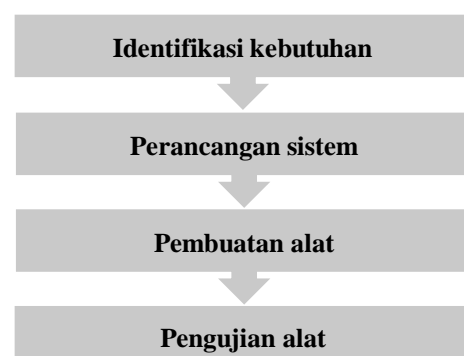 Identifikasi kebutuhan
Perancangan sistem
Pembuatan alat
Pengujian alat